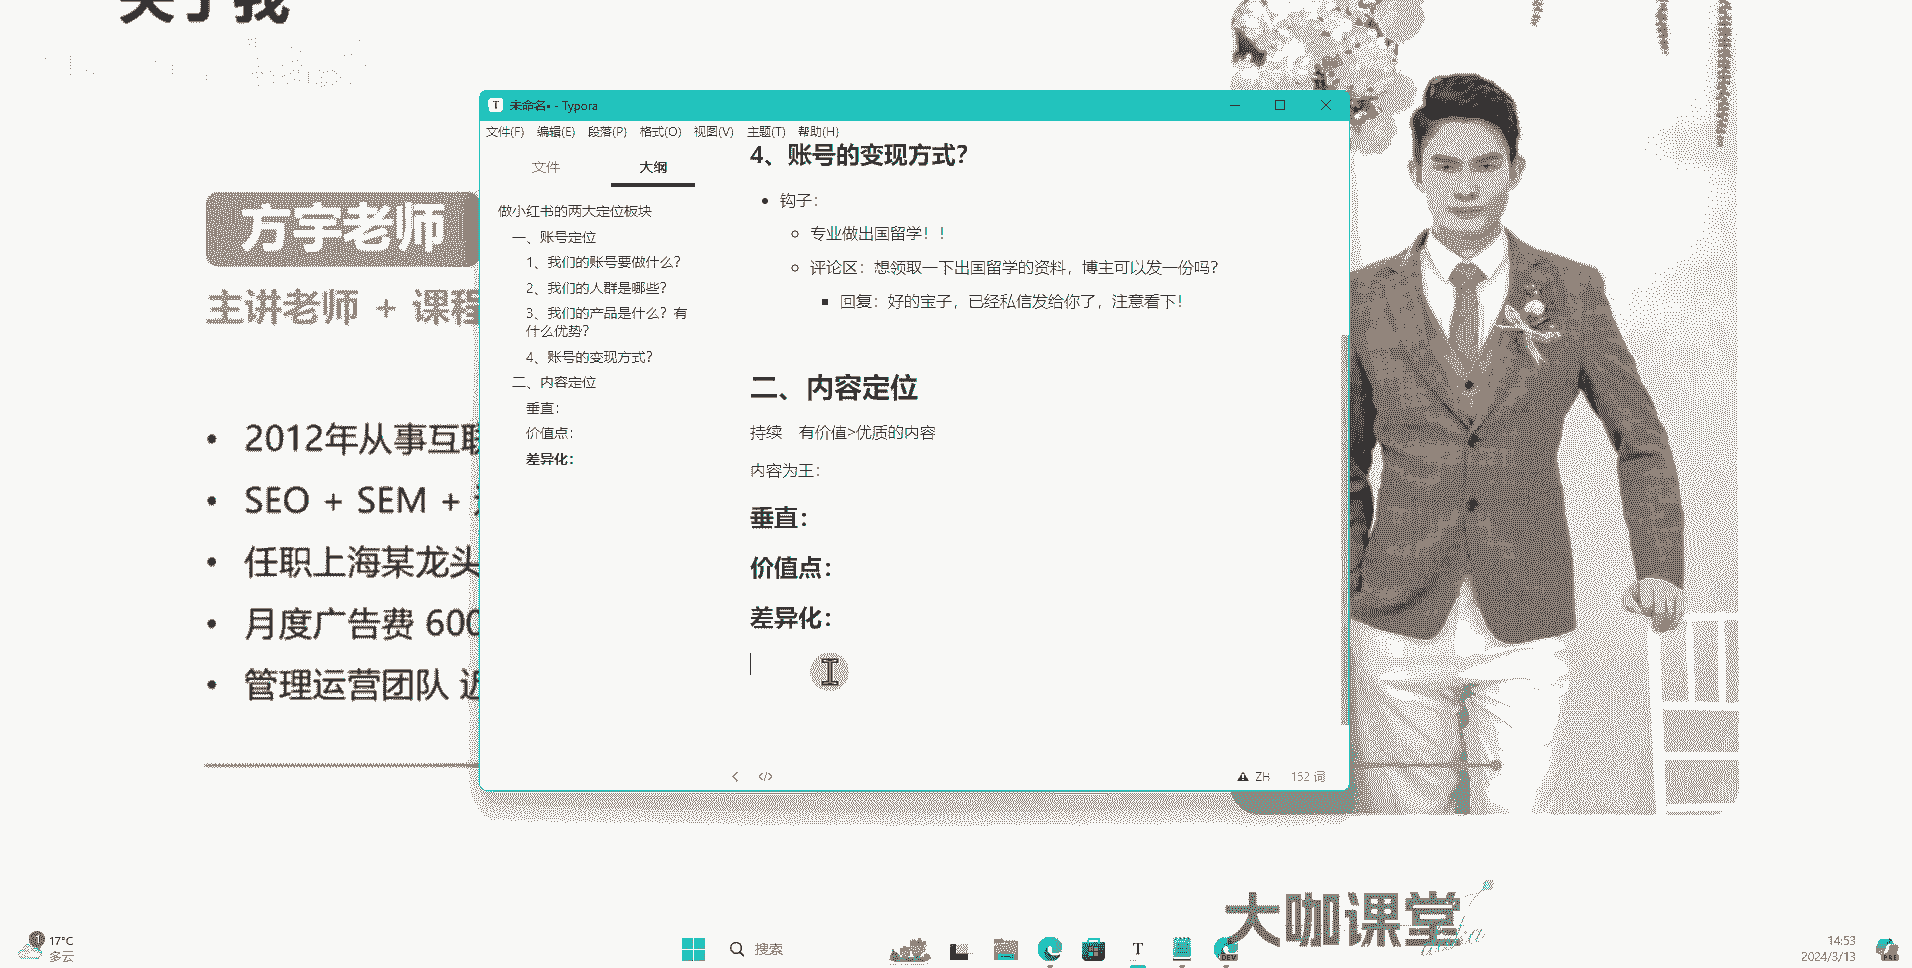 关于我
方宇老师
主讲老师 + 课程
2012年从事互联
SEO + SEM +
任职上海某龙头
月度广告费 600
管理运营团队 近
未命名• - Typora
文件(F) 编辑(E) 段落(P) 格式(O) 视图(V) 主题(T) 帮助(H)
文件 大纲
做小红书的两大定位板块
一、账号定位
1、我们的账号要做什么？
2、我们的人群是哪些？
3、我们的产品是什么？有
什么优势？
4、账号的变现方式？
二、内容定位
垂直：
价值点：
差异化：
4、账号的变现方式？
钩子：
专业做出国留学！！
评论区：想领取一下出国留学的资料，博主可以发一份吗？
回复：好的宝子，已经私信发给你了，注意看下！
二、内容定位
持续 有价值>优质的内容
内容为王：
垂直：
价值点：
差异化：
ZH 152 词
大咖课堂
1
17°C
多云
搜索
T
DEV
14:53
2024/3/13
PRE